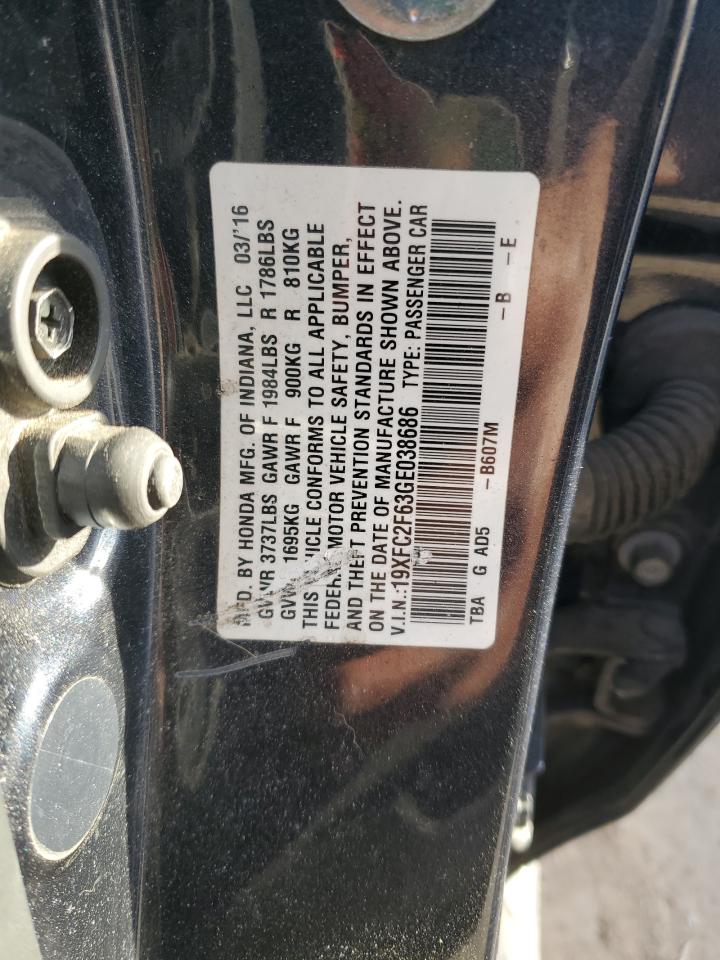 MFD. BY HONDA MFG. OF INDIANA, LLC 03/'16
GVWR 3737LBS GAWR F 1984LBS R 1786LBS
GVWR 1695KG GAWR F 900KG R 810KG
THIS VEHICLE CONFORMS TO ALL APPLICABLE
FEDERAL MOTOR VEHICLE SAFETY, BUMPER,
AND THEFT PREVENTION STANDARDS IN EFFECT
ON THE DATE OF MANUFACTURE SHOWN ABOVE.
V.I.N.:19XFC2F63GE038686 TYPE: PASSENGER CAR
TBA G AD5 -B607M -B -E